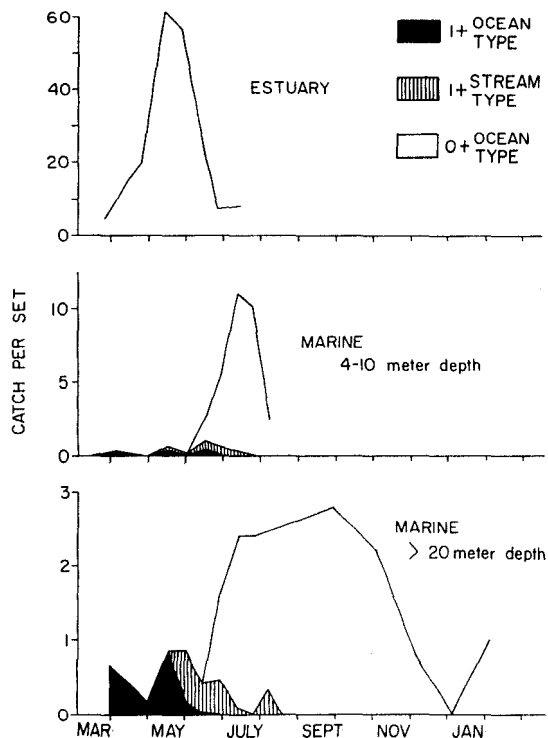 60
40
20
0
ESTUARY
1+ OCEAN
TYPE
1+ STREAM
TYPE
0+ OCEAN
TYPE
CATCH PER SET
10
5
0
MARINE
4-10 meter depth
3
2
1
0
MARINE
> 20 meter depth
MAR MAY JULY SEPT NOV JAN